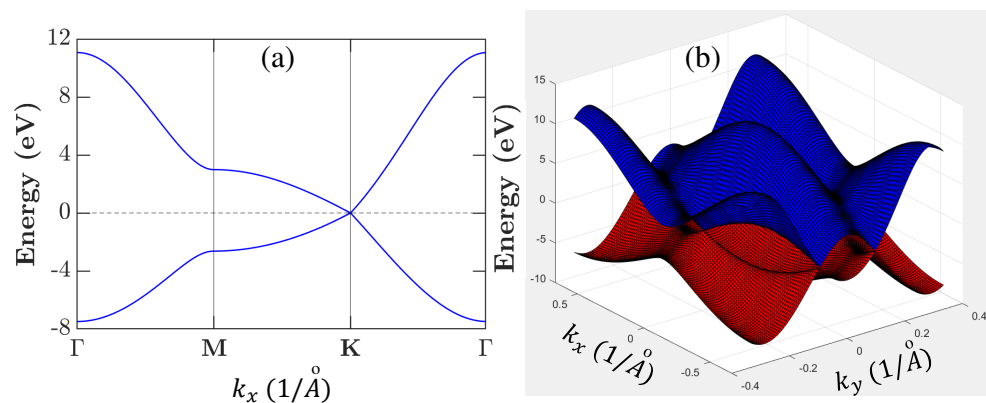 (a)
Energy (eV)
12
8
4
0
-4
-8
Γ
M
K
Γ
k_x (1/Å)
(b)
Energy (eV)
15
10
5
0
-5
-10
0.5
0
-0.5
k_x (1/Å)
-0.4
-0.2
0
0.2
0.4
k_y (1/Å)